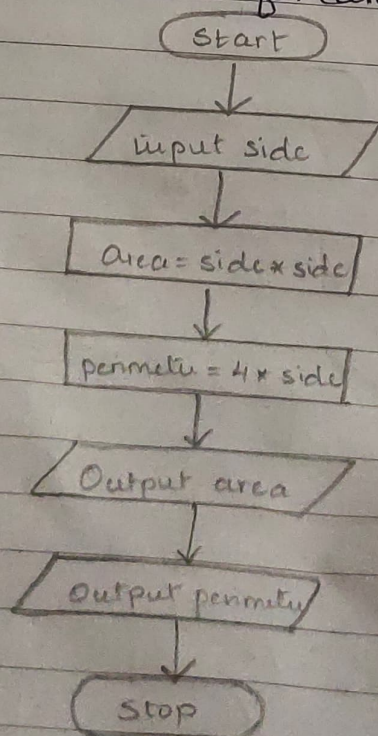 Start
input side
area = side * side
perimeter = 4 * side
Output area
Output perimeter
Stop